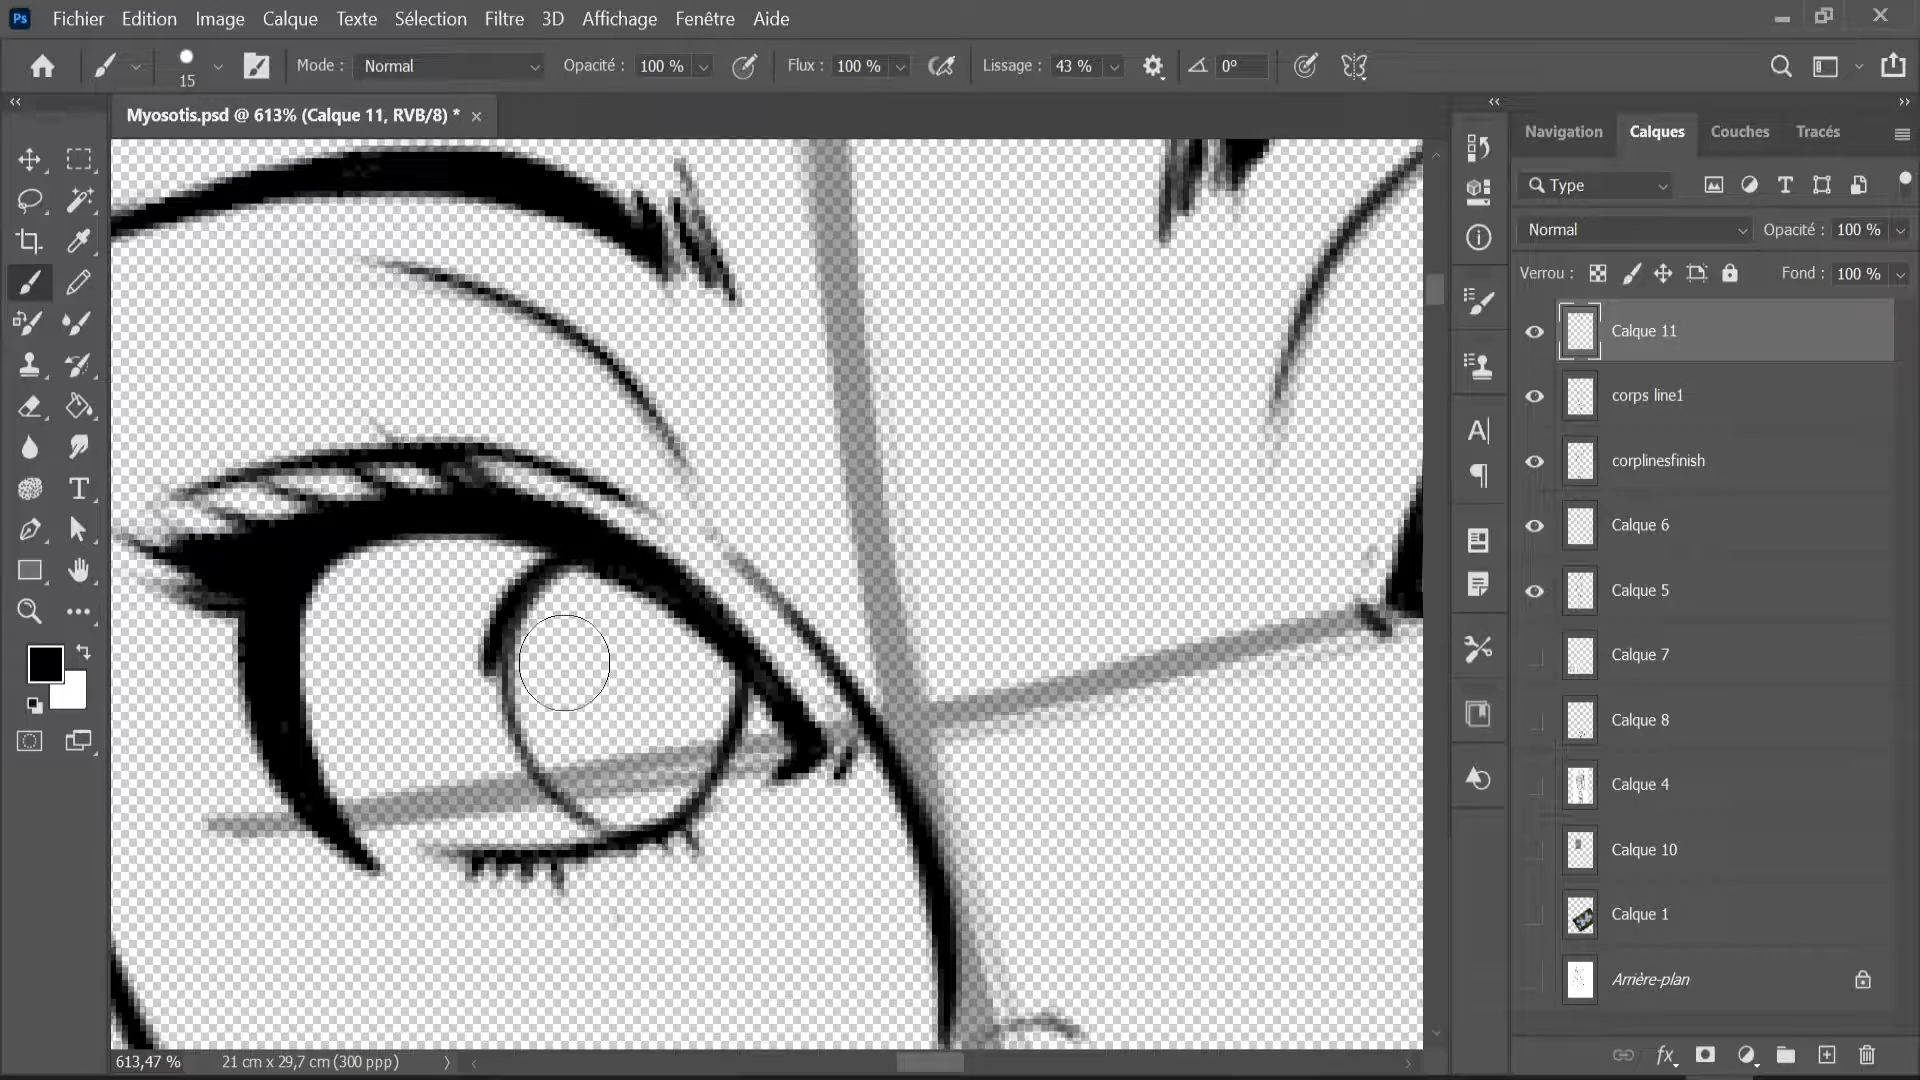 Ps Fichier Edition Image Calque Texte Sélection Filtre 3D Affichage Fenêtre Aide
15 Mode : Normal Opacité : 100 % Flux : 100 % Lissage : 43 % 0°
Myosotis.psd @ 613% (Calque 11, RVB/8) *
Navigation Calques Couches Tracés
Type
Normal Opacité : 100 %
Verrou : Fond : 100 %
Calque 11
corps line1
corplinesfinish
Calque 6
Calque 5
Calque 7
Calque 8
Calque 4
Calque 10
Calque 1
Arrière-plan
613,47 % 21 cm x 29,7 cm (300 ppp)